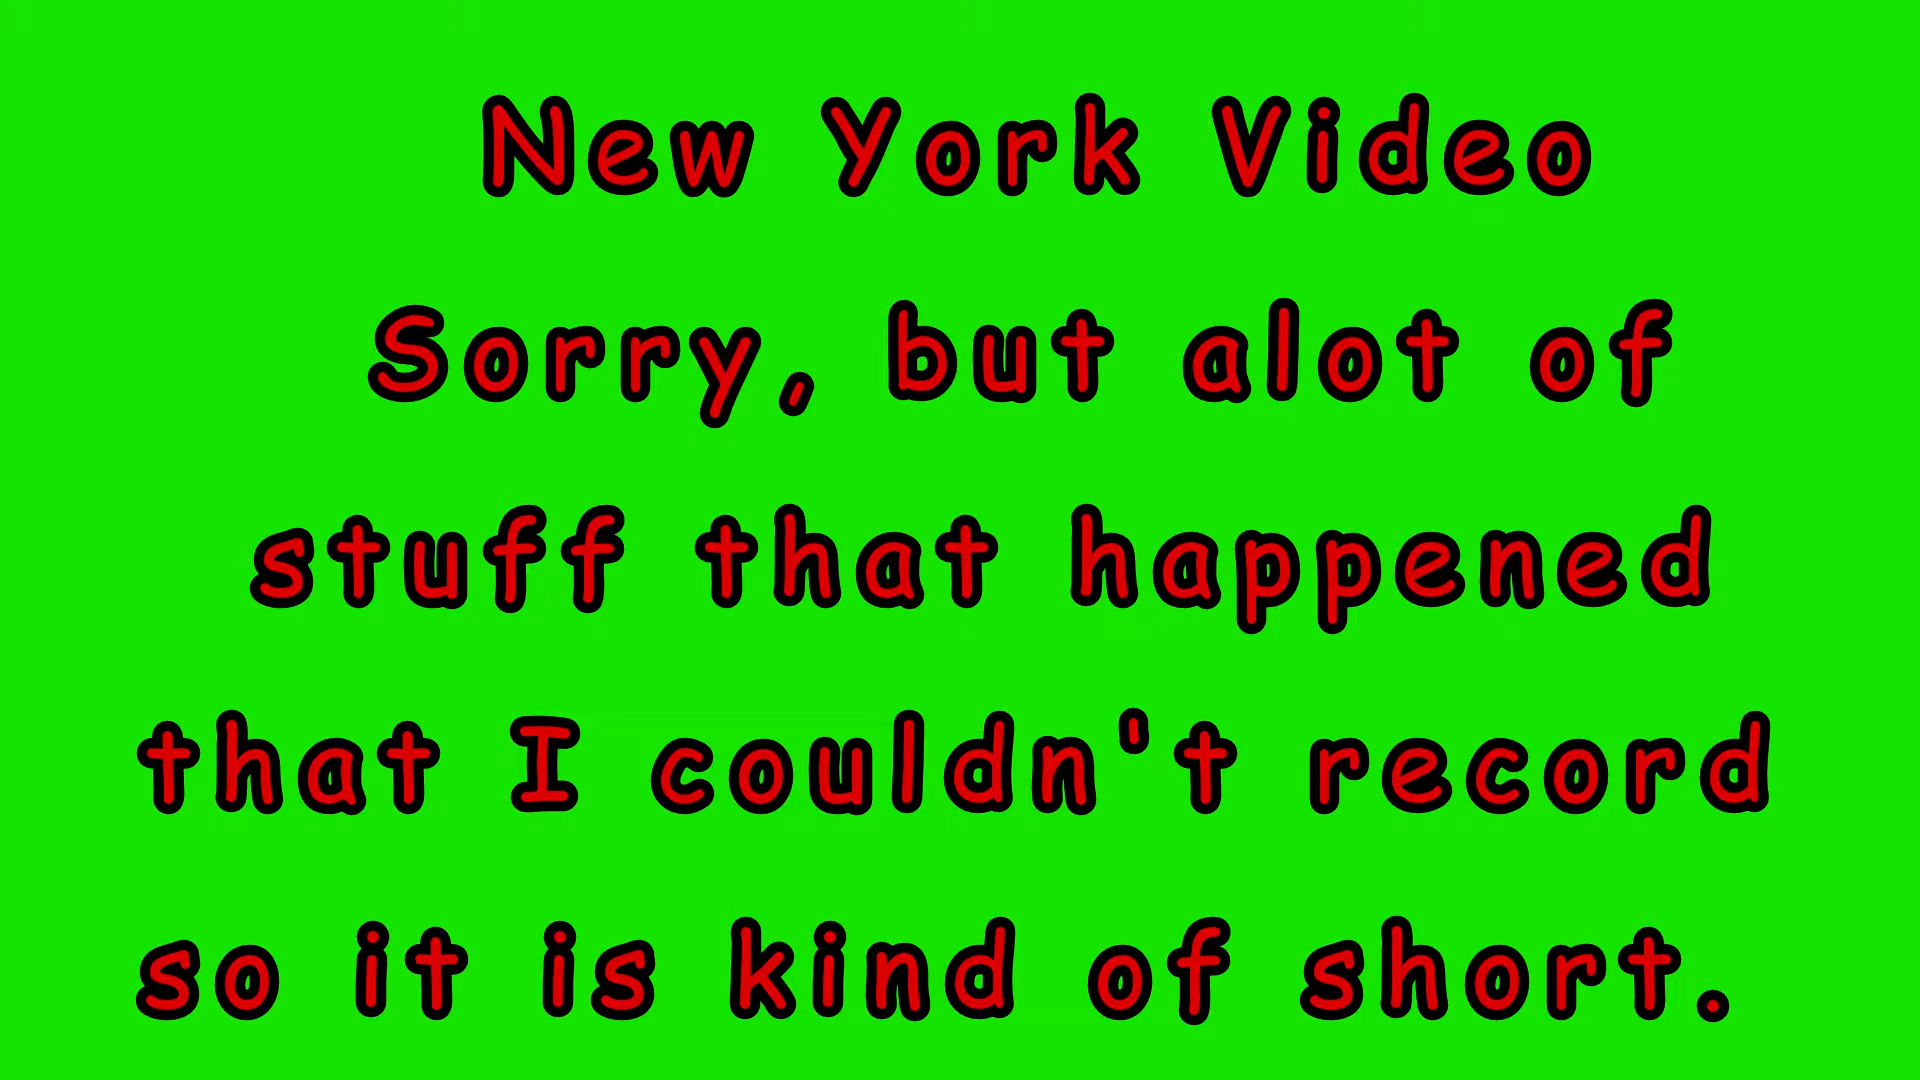 New York Video
Sorry, but alot of
stuff that happened
that I couldn't record
so it is kind of short.